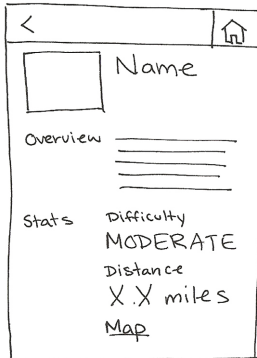 <
Name
Overview
Stats
Difficulty
MODERATE
Distance
X.X miles
Map